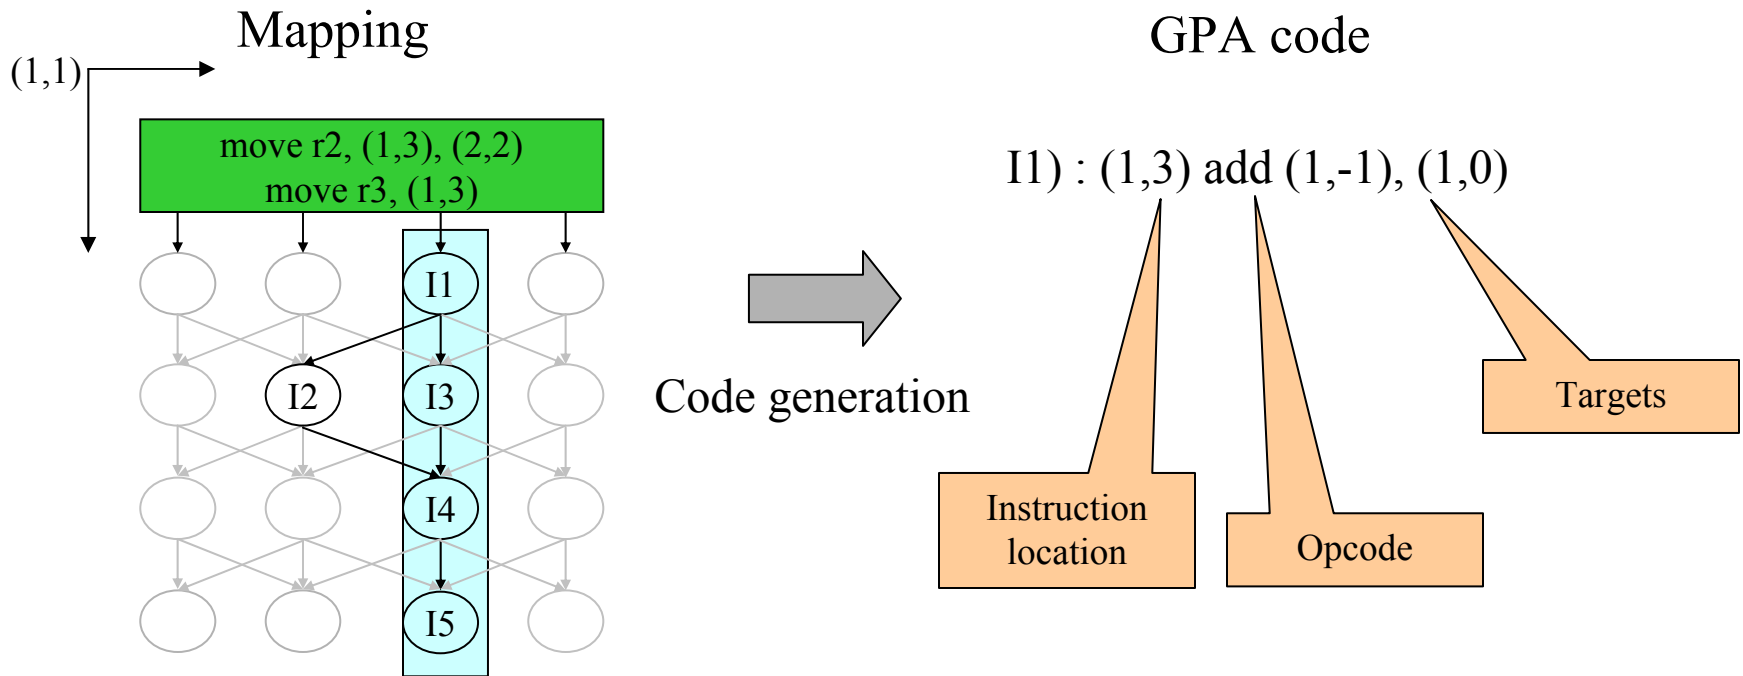 Mapping
GPA code
(1,1)
move r2, (1,3), (2,2)
move r3, (1,3)
I1) : (1,3) add (1,-1), (1,0)
I1
I2
I3
I4
I5
Code generation
Targets
Instruction
location
Opcode